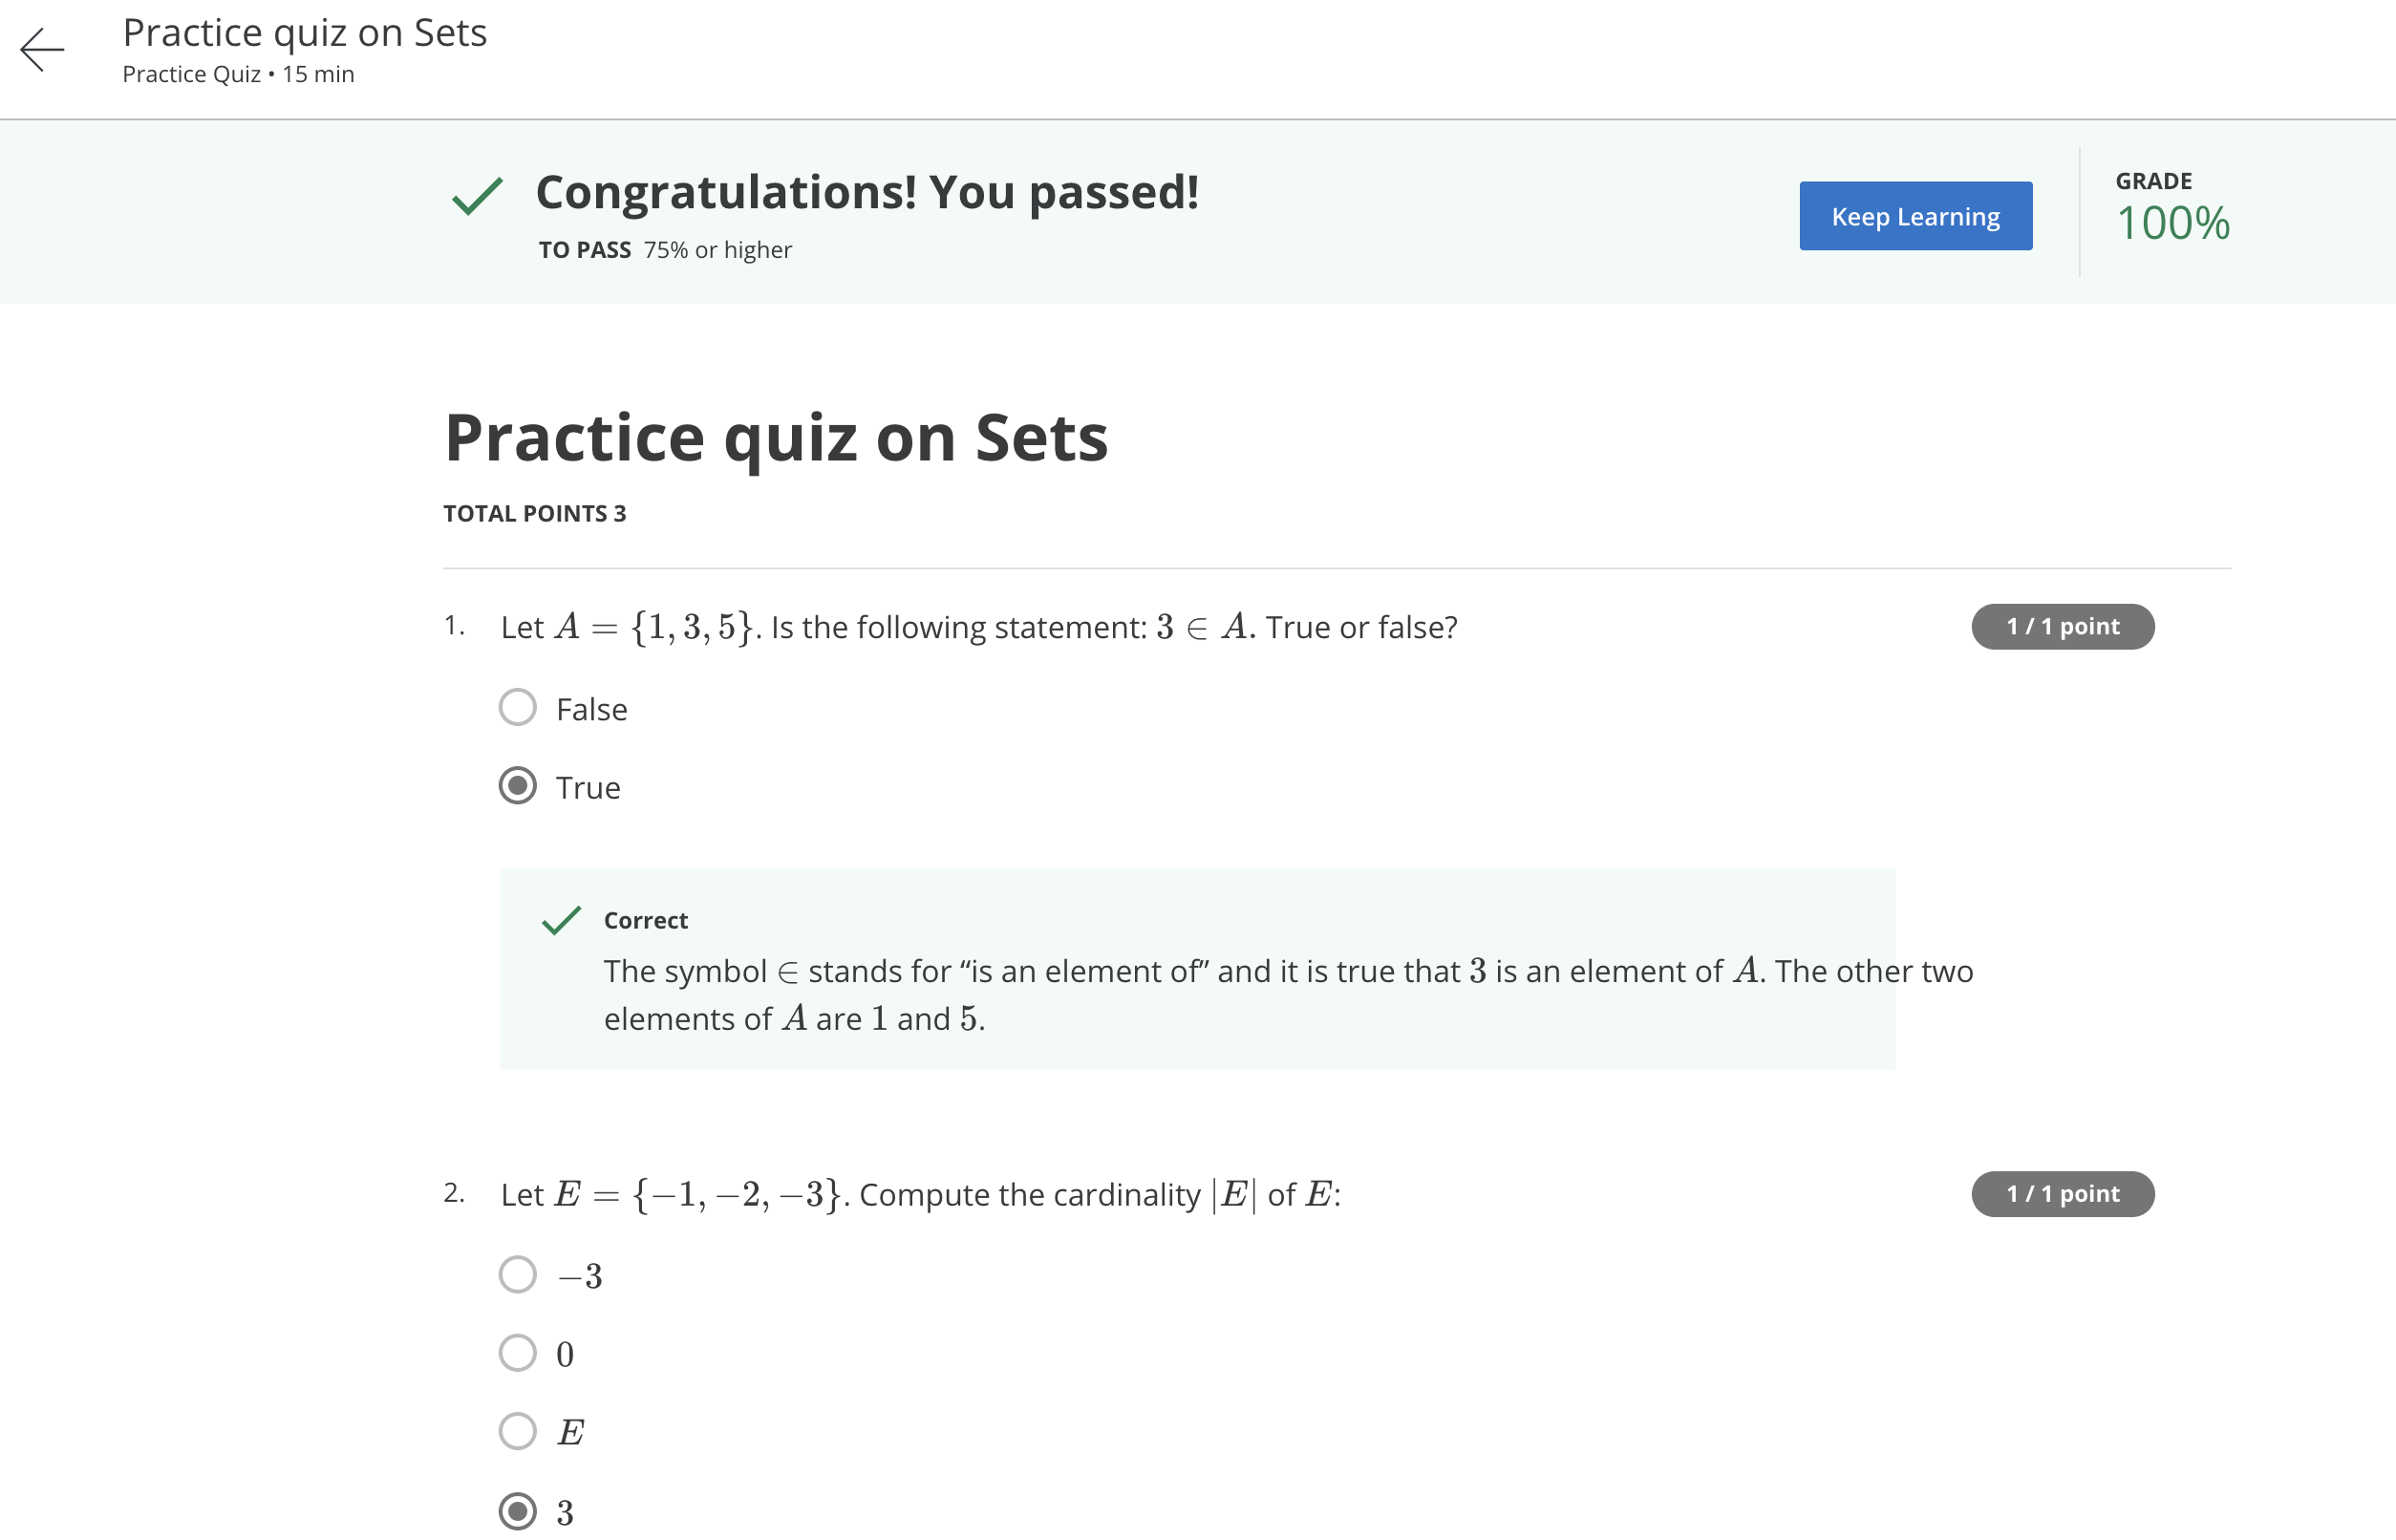 Practice quiz on Sets
Practice Quiz • 15 min
Congratulations! You passed!
TO PASS 75% or higher
Keep Learning
GRADE
100%
Practice quiz on Sets
TOTAL POINTS 3
1. Let A = {1, 3, 5}. Is the following statement: 3 ∈ A. True or false?
1 / 1 point
False
True
Correct
The symbol ∈ stands for “is an element of” and it is true that 3 is an element of A. The other two
elements of A are 1 and 5.
2. Let E = {−1, −2, −3}. Compute the cardinality |E| of E:
1 / 1 point
−3
0
E
3